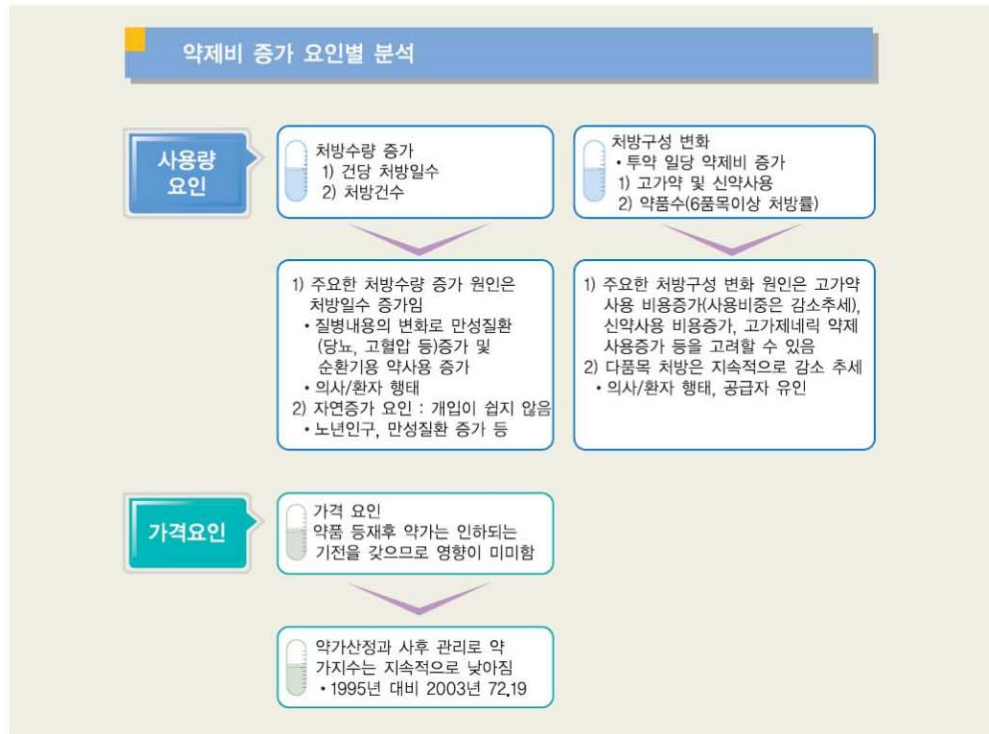 약제비 증가 요인별 분석
사용량
요인
처방수량 증가
1) 건당 처방일수
2) 처방건수
처방구성 변화
• 투약 일당 약제비 증가
1) 고가약 및 신약사용
2) 약품수(6품목이상 처방률)
1) 주요한 처방수량 증가 원인은
처방일수 증가임
• 질병내용의 변화로 만성질환
(당뇨, 고혈압 등)증가 및
순환기용 약사용 증가
• 의사/환자 행태
2) 자연증가 요인 : 개입이 쉽지 않음
• 노년인구, 만성질환 증가 등
1) 주요한 처방구성 변화 원인은 고가약
사용 비용증가(사용비중은 감소추세),
신약사용 비용증가, 고가제네릭 약제
사용증가 등을 고려할 수 있음
2) 다품목 처방은 지속적으로 감소 추세
• 의사/환자 행태, 공급자 유인
가격요인
가격 요인
약품 등재후 약가는 인하되는
기전을 갖으므로 영향이 미미함
약가산정과 사후 관리로 약
가지수는 지속적으로 낮아짐
• 1995년 대비 2003년 72.19